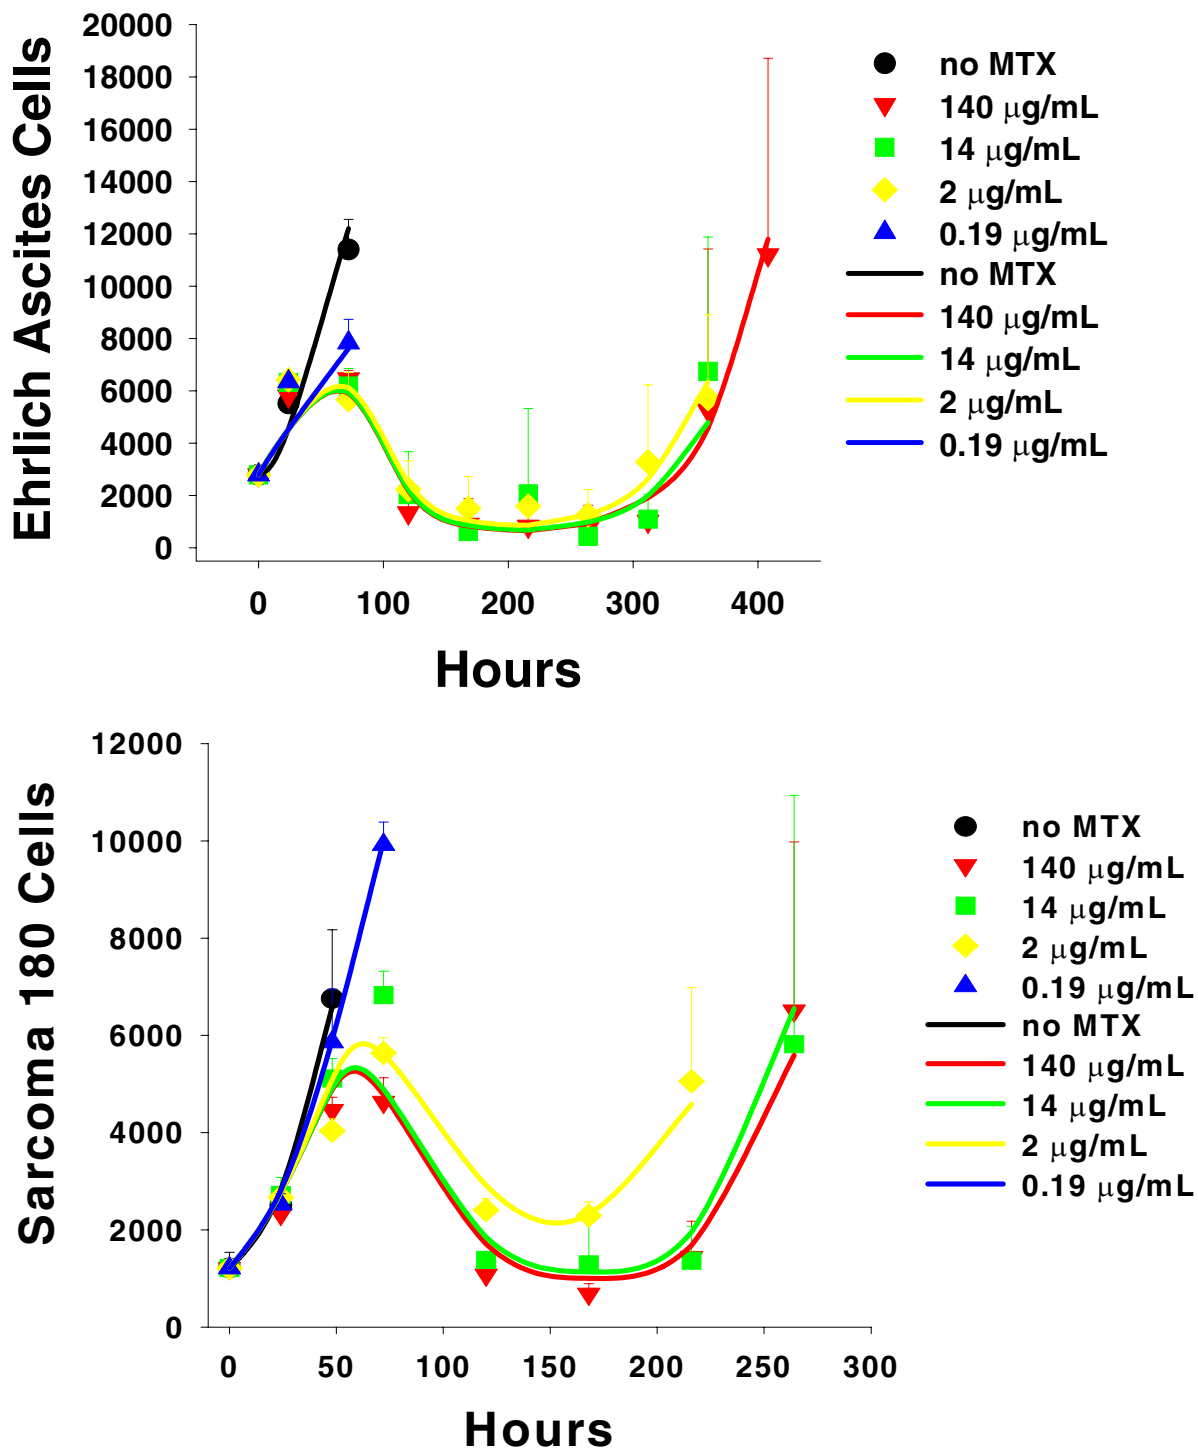 Ehrlich Ascites Cells
20000
18000
16000
14000
12000
10000
8000
6000
4000
2000
0
0 100 200 300 400
Hours
no MTX
140 μg/mL
14 μg/mL
2 μg/mL
0.19 μg/mL
no MTX
140 μg/mL
14 μg/mL
2 μg/mL
0.19 μg/mL
Sarcoma 180 Cells
12000
10000
8000
6000
4000
2000
0
0 50 100 150 200 250 300
Hours
no MTX
140 μg/mL
14 μg/mL
2 μg/mL
0.19 μg/mL
no MTX
140 μg/mL
14 μg/mL
2 μg/mL
0.19 μg/mL